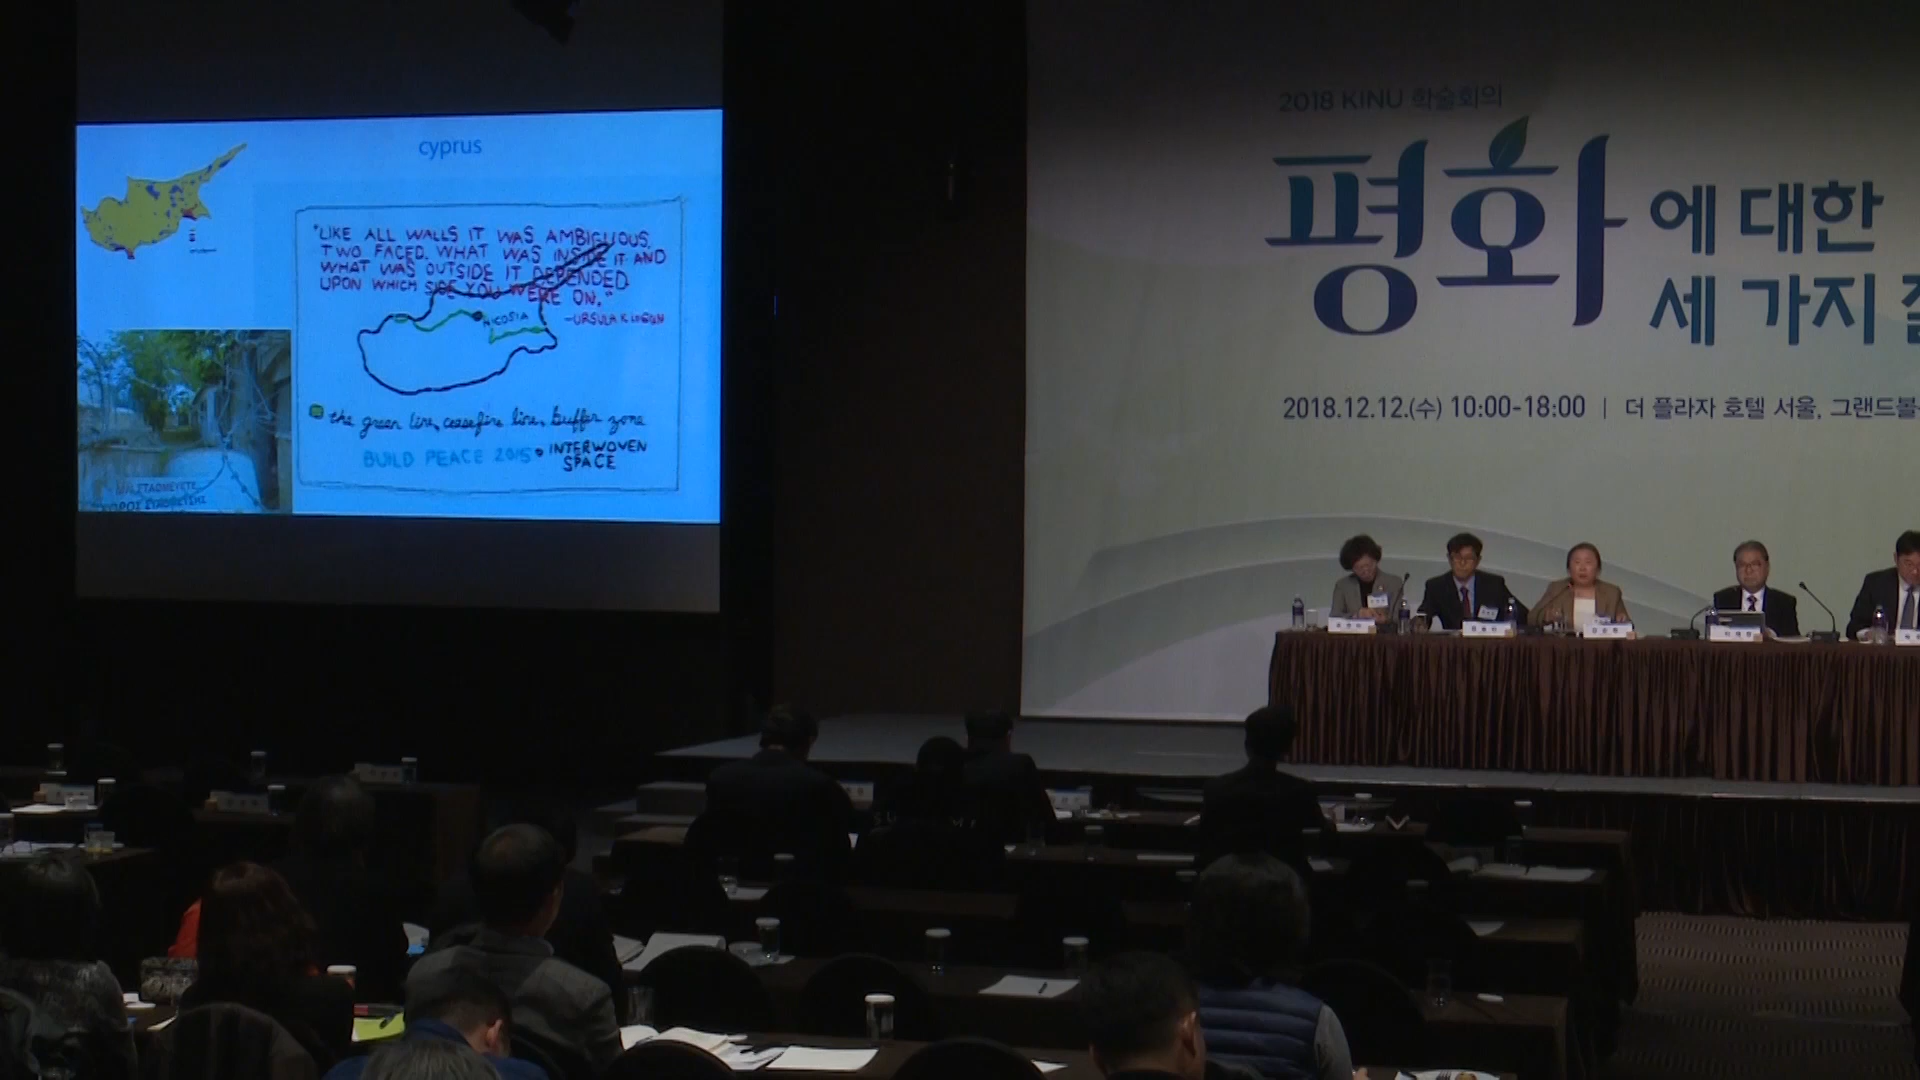 cyprus
"LIKE ALL WALLS IT WAS AMBIGUOUS,
TWO FACED. WHAT WAS INSIDE IT AND
WHAT WAS OUTSIDE IT DEPENDED
UPON WHICH SIDE YOU WERE ON."
-URSULA K LEGUIN
NICOSIA
the green line, ceasefire line, buffer zone
BUILD PEACE 2015 • INTERWOVEN
SPACE
2018 KINU 학술회의
평화에 대한
세 가지
2018.12.12.(수) 10:00-18:00 | 더 플라자 호텔 서울, 그랜드볼